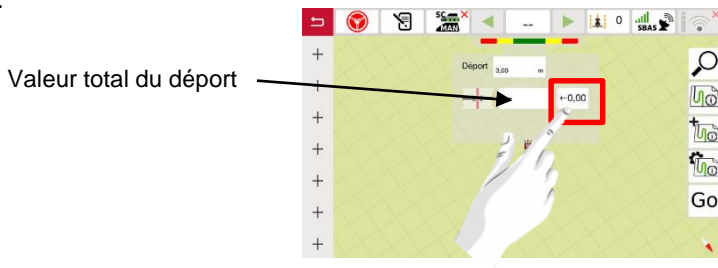 SC
MAN
--
0
SBAS
Déport 3,00 m
Valeur total du déport
←0,00
Go